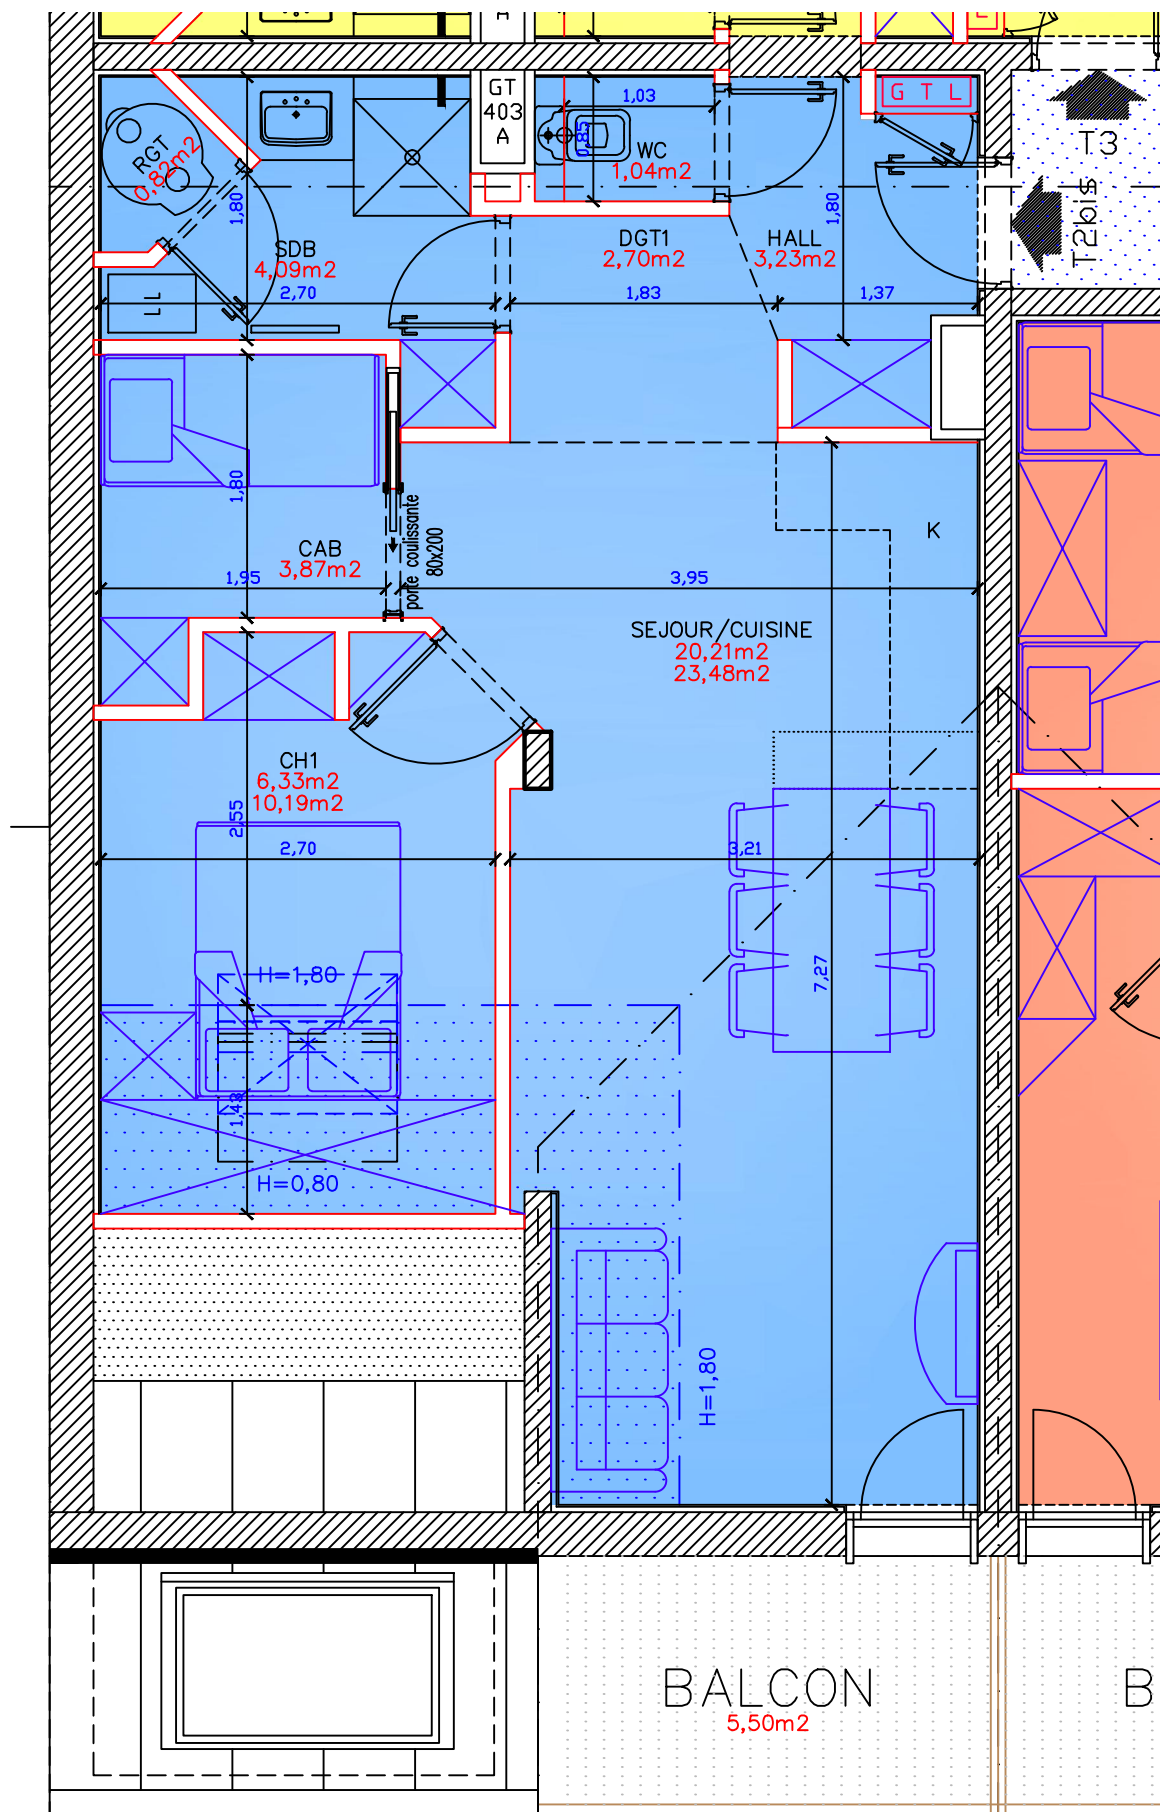 GT
403
A
G T L
1,03
0,85
WC
1,04m2
RGT
0,82m2
T3
T2bis
1,80
1,80
SDB
4,09m2
DGT1
2,70m2
HALL
3,23m2
2,70
1,83
1,37
LL
1,80
porte coulissante
80x200
K
CAB
3,87m2
1,95
3,95
SEJOUR/CUISINE
20,21m2
23,48m2
CH1
6,33m2
10,19m2
2,55
2,70
3,21
7,27
H=1,80
1,43
H=0,80
H=1,80
BALCON
5,50m2
B